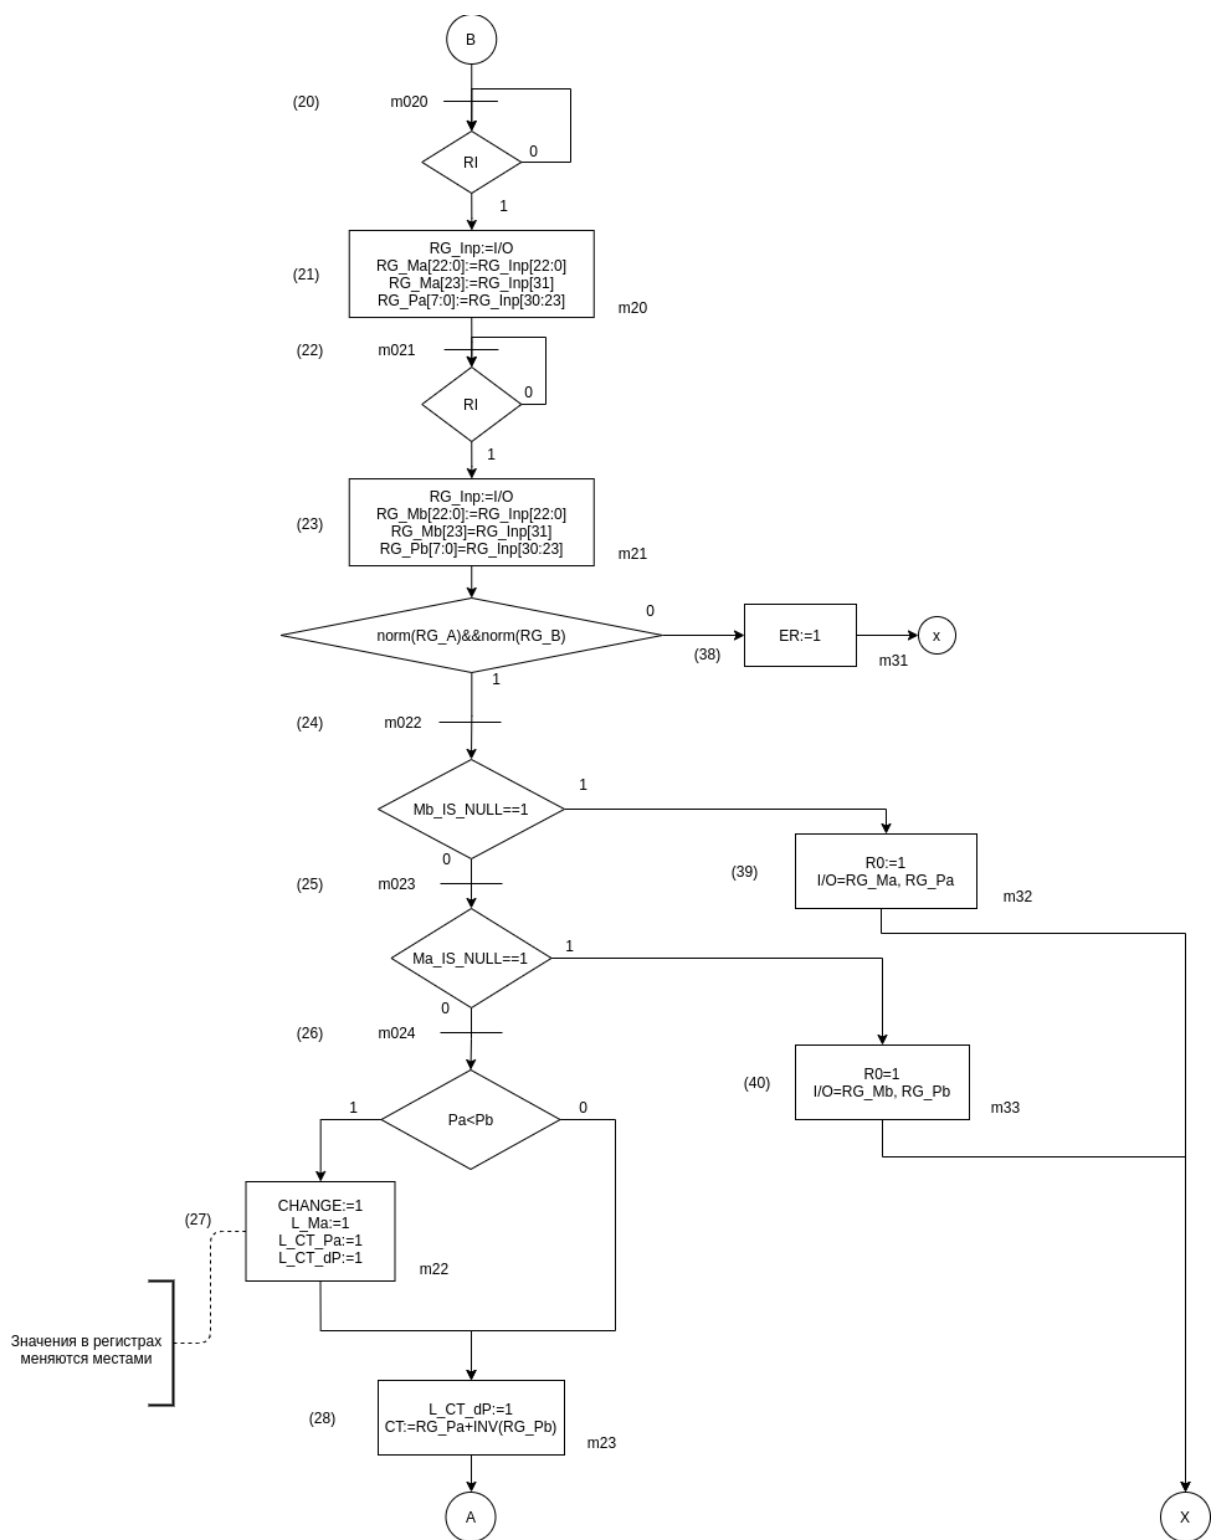 B
(20)
m020
RI
0
1
(21)
RG_Inp:=I/O
RG_Ma[22:0]:=RG_Inp[22:0]
RG_Ma[23]:=RG_Inp[31]
RG_Pa[7:0]:=RG_Inp[30:23]
m20
(22)
m021
RI
0
1
(23)
RG_Inp:=I/O
RG_Mb[22:0]:=RG_Inp[22:0]
RG_Mb[23]=RG_Inp[31]
RG_Pb[7:0]=RG_Inp[30:23]
m21
norm(RG_A)&&norm(RG_B)
0
1
(38)
ER:=1
m31
x
(24)
m022
Mb_IS_NULL==1
1
0
(39)
R0:=1
I/O=RG_Ma, RG_Pa
m32
(25)
m023
Ma_IS_NULL==1
1
0
(40)
R0=1
I/O=RG_Mb, RG_Pb
m33
(26)
m024
Pa<Pb
1
0
(27)
CHANGE:=1
L_Ma:=1
L_CT_Pa:=1
L_CT_dP:=1
m22
Значения в регистрах
меняются местами
(28)
L_CT_dP:=1
CT:=RG_Pa+INV(RG_Pb)
m23
A
X